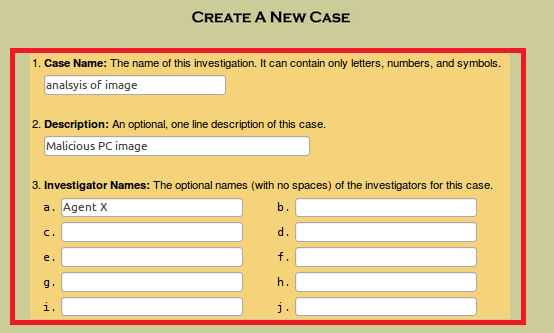 CREATE A NEW CASE
1. Case Name: The name of this investigation. It can contain only letters, numbers, and symbols.
analsyis of image
2. Description: An optional, one line description of this case.
Malicious PC image
3. Investigator Names: The optional names (with no spaces) of the investigators for this case.
a. Agent X b.
c. d.
e. f.
g. h.
i. j.